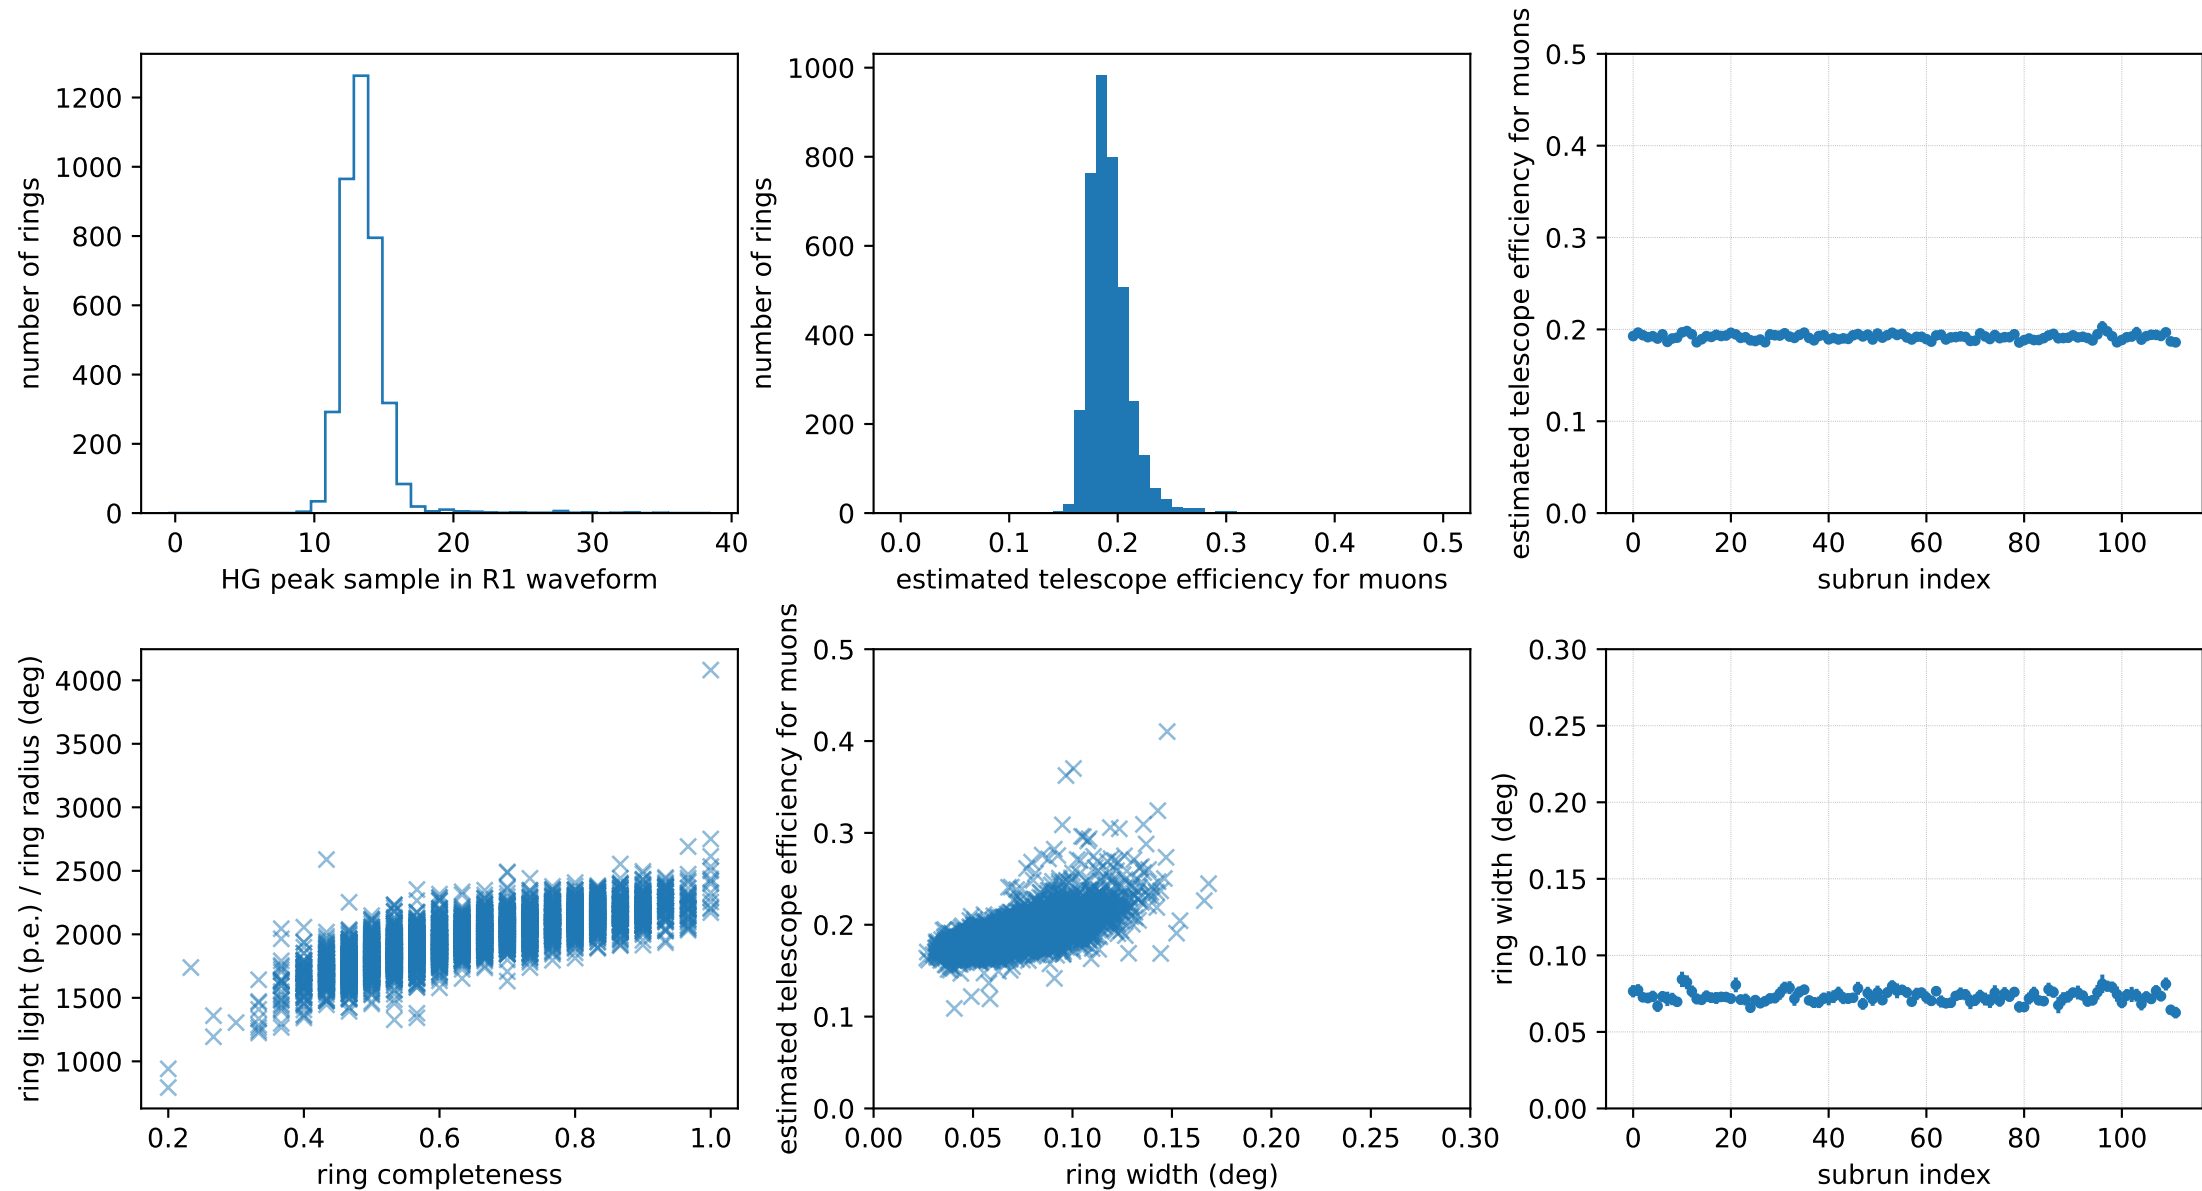 number of rings
1200
1000
800
600
400
200
0
0 10 20 30 40
HG peak sample in R1 waveform
number of rings
1000
800
600
400
200
0
0.0 0.1 0.2 0.3 0.4 0.5
estimated telescope efficiency for muons
estimated telescope efficiency for muons
0.5
0.4
0.3
0.2
0.1
0.0
0 20 40 60 80 100
subrun index
ring light (p.e.) / ring radius (deg)
4000
3500
3000
2500
2000
1500
1000
0.2 0.4 0.6 0.8 1.0
ring completeness
estimated telescope efficiency for muons
0.5
0.4
0.3
0.2
0.1
0.0
0.00 0.05 0.10 0.15 0.20 0.25 0.30
ring width (deg)
ring width (deg)
0.30
0.25
0.20
0.15
0.10
0.05
0.00
0 20 40 60 80 100
subrun index